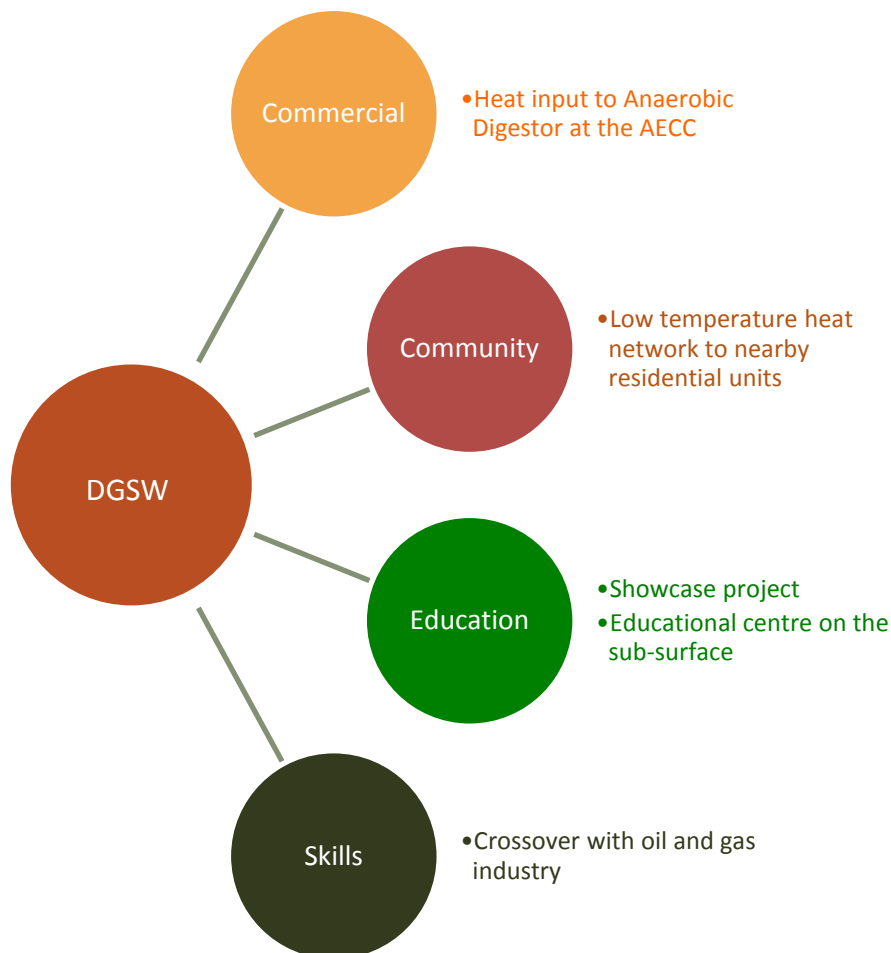 Commercial
•Heat input to Anaerobic
Digestor at the AECC
Community
•Low temperature heat
network to nearby
residential units
DGSW
Education
•Showcase project
•Educational centre on the
sub-surface
Skills
•Crossover with oil and gas
industry